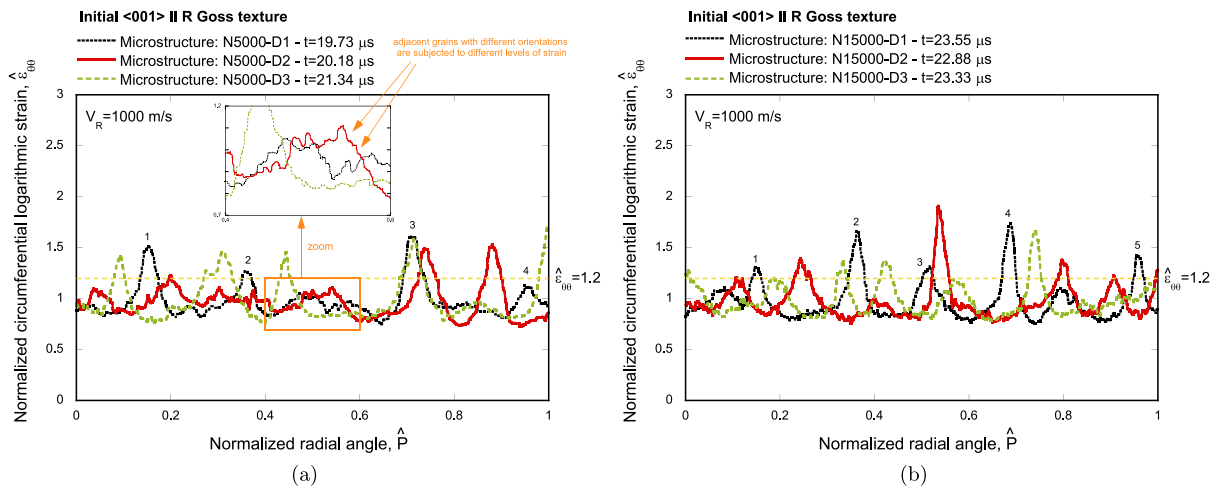 Initial <001> II R Goss texture
Microstructure: N5000-D1 - t=19.73 μs
Microstructure: N5000-D2 - t=20.18 μs
Microstructure: N5000-D3 - t=21.34 μs
adjacent grains with different orientations
are subjected to different levels of strain
V_R=1000 m/s
Normalized circumferential logarithmic strain, ε̂_θθ
3
2.5
2
1.5
1
0.5
0
1,2
0,7
0,4
0,6
zoom
1
2
3
4
ε̂_θθ=1.2
0
0.2
0.4
0.6
0.8
1
Normalized radial angle, P̂
(a)
Initial <001> II R Goss texture
Microstructure: N15000-D1 - t=23.55 μs
Microstructure: N15000-D2 - t=22.88 μs
Microstructure: N15000-D3 - t=23.33 μs
V_R=1000 m/s
Normalized circumferential logarithmic strain, ε̂_θθ
3
2.5
2
1.5
1
0.5
0
1
2
3
4
5
ε̂_θθ=1.2
0
0.2
0.4
0.6
0.8
1
Normalized radial angle, P̂
(b)